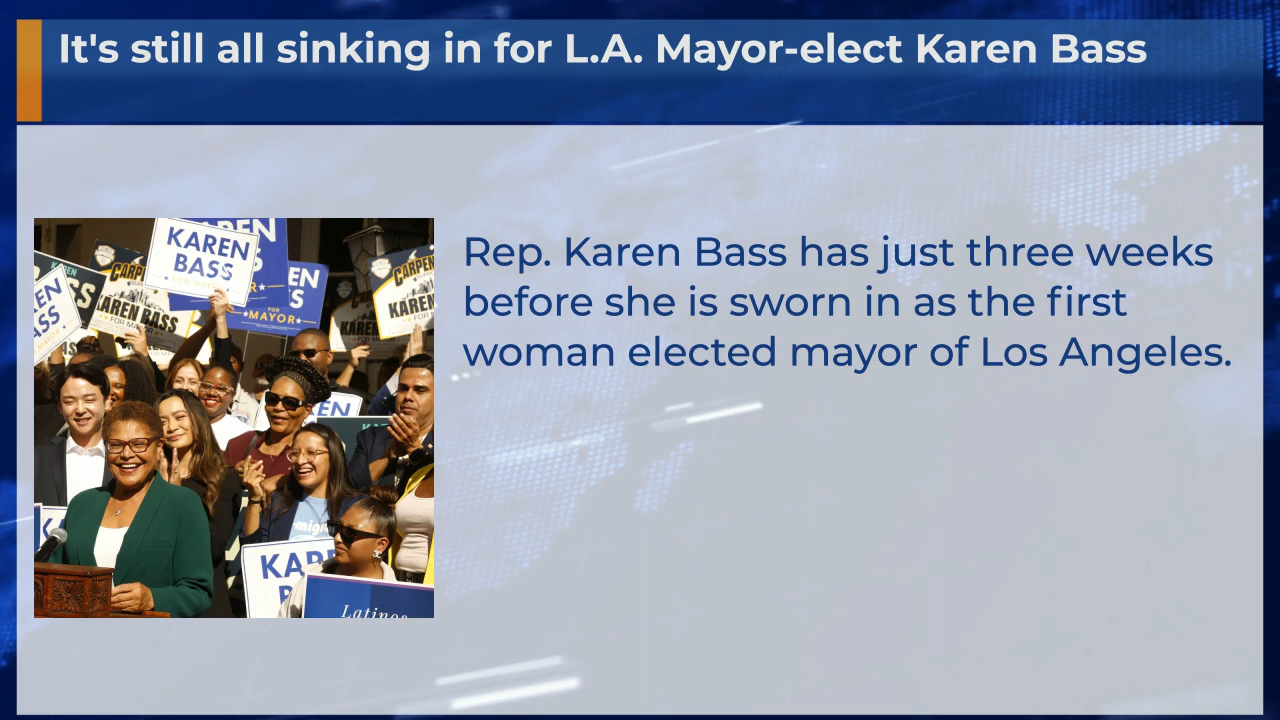 It's still all sinking in for L.A. Mayor-elect Karen Bass
Rep. Karen Bass has just three weeks
before she is sworn in as the first
woman elected mayor of Los Angeles.
KAREN
BASS
FOR
MAYOR
KAREN BASS
Latinos